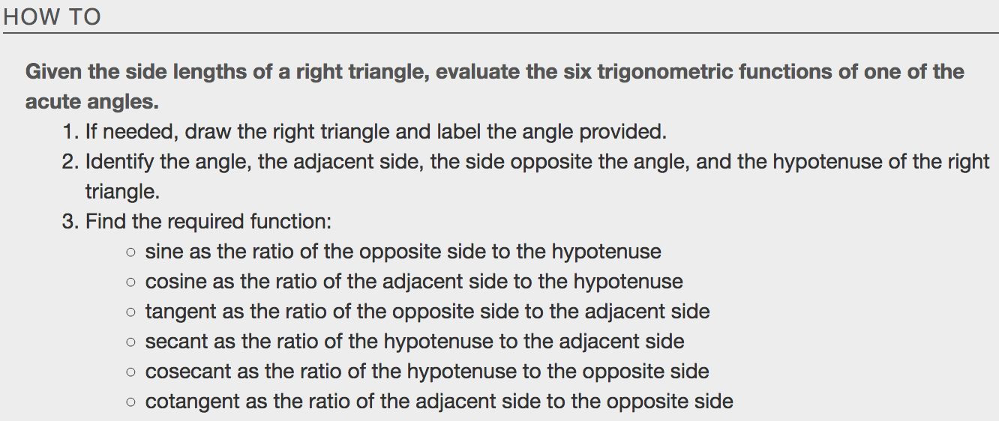 HOW TO
Given the side lengths of a right triangle, evaluate the six trigonometric functions of one of the
acute angles.
1. If needed, draw the right triangle and label the angle provided.
2. Identify the angle, the adjacent side, the side opposite the angle, and the hypotenuse of the right
triangle.
3. Find the required function:
○ sine as the ratio of the opposite side to the hypotenuse
○ cosine as the ratio of the adjacent side to the hypotenuse
○ tangent as the ratio of the opposite side to the adjacent side
○ secant as the ratio of the hypotenuse to the adjacent side
○ cosecant as the ratio of the hypotenuse to the opposite side
○ cotangent as the ratio of the adjacent side to the opposite side